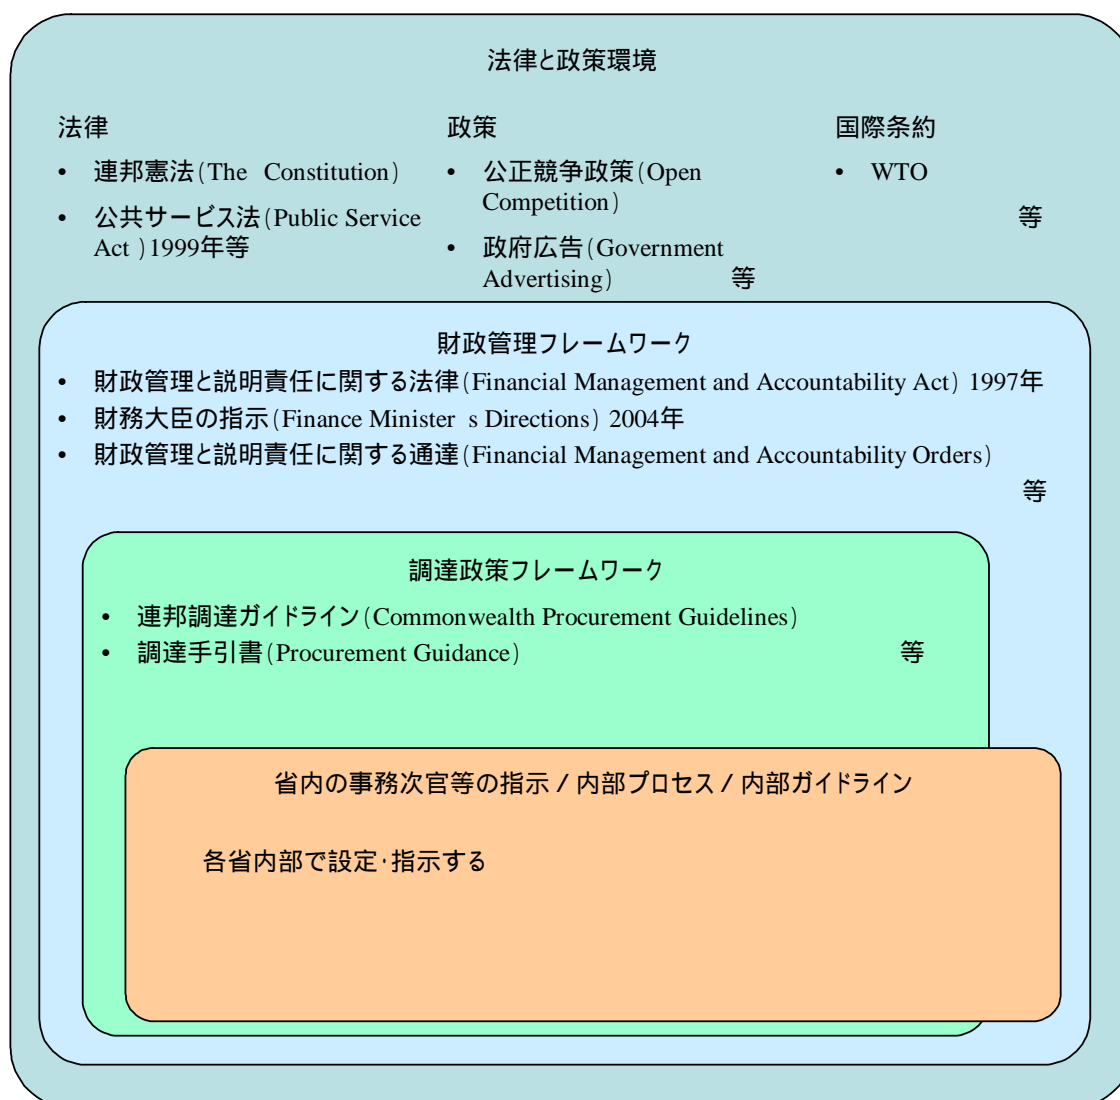 法律と政策環境
法律
• 連邦憲法(The Constitution)
• 公共サービス法(Public Service
Act )1999年等
政策
• 公正競争政策(Open
Competition)
• 政府広告(Government
Advertising) 等
国際条約
• WTO
等
財政管理フレームワーク
• 財政管理と説明責任に関する法律(Financial Management and Accountability Act) 1997年
• 財務大臣の指示(Finance Minister s Directions) 2004年
• 財政管理と説明責任に関する通達(Financial Management and Accountability Orders)
等
調達政策フレームワーク
• 連邦調達ガイドライン(Commonwealth Procurement Guidelines)
• 調達手引書(Procurement Guidance) 等
省内の事務次官等の指示 / 内部プロセス / 内部ガイドライン
各省内部で設定・指示する